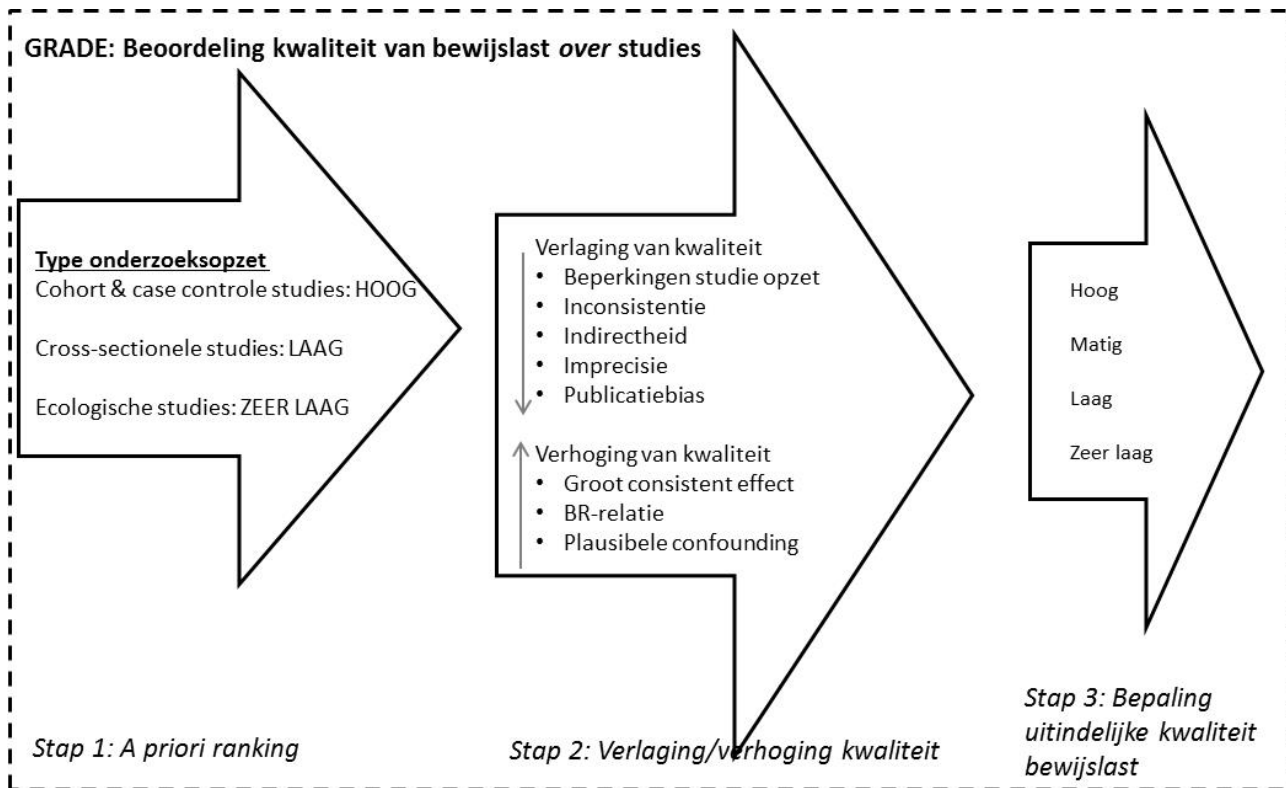 GRADE: Beoordeling kwaliteit van bewijslast over studies
Type onderzoeksopzet
Cohort & case controle studies: HOOG
Cross-sectionele studies: LAAG
Ecologische studies: ZEER LAAG
Stap 1: A priori ranking
Verlaging van kwaliteit
• Beperkingen studie opzet
• Inconsistentie
• Indirectheid
• Imprecisie
• Publicatiebias
Verhoging van kwaliteit
• Groot consistent effect
• BR-relatie
• Plausibele confounding
Stap 2: Verlaging/verhoging kwaliteit
Hoog
Matig
Laag
Zeer laag
Stap 3: Bepaling
uitindelijke kwaliteit
bewijslast